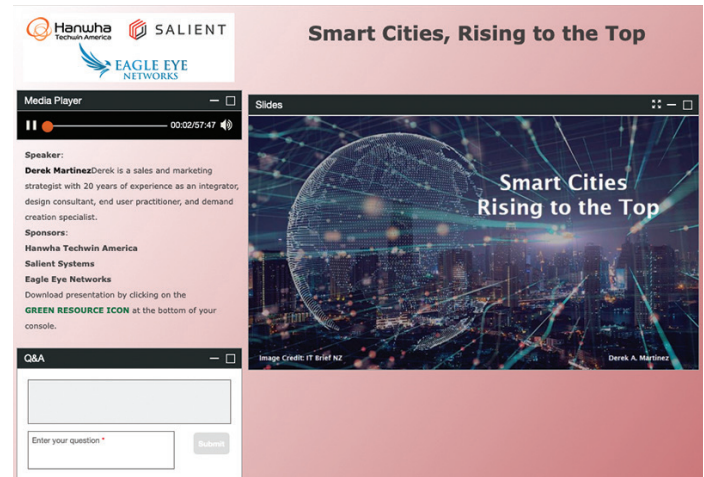 Hanwha
Techwin America
SALIENT
EAGLE EYE
NETWORKS
Smart Cities, Rising to the Top
Media Player
00:02/57:47
Speaker:
Derek MartinezDerek is a sales and marketing
strategist with 20 years of experience as an integrator,
design consultant, end user practitioner, and demand
creation specialist.
Sponsors:
Hanwha Techwin America
Salient Systems
Eagle Eye Networks
Download presentation by clicking on the
GREEN RESOURCE ICON at the bottom of your
console.
Q&A
Enter your question *
Submit
Slides
Smart Cities
Rising to the Top
Image Credit: IT Brief NZ
Derek A. Martinez